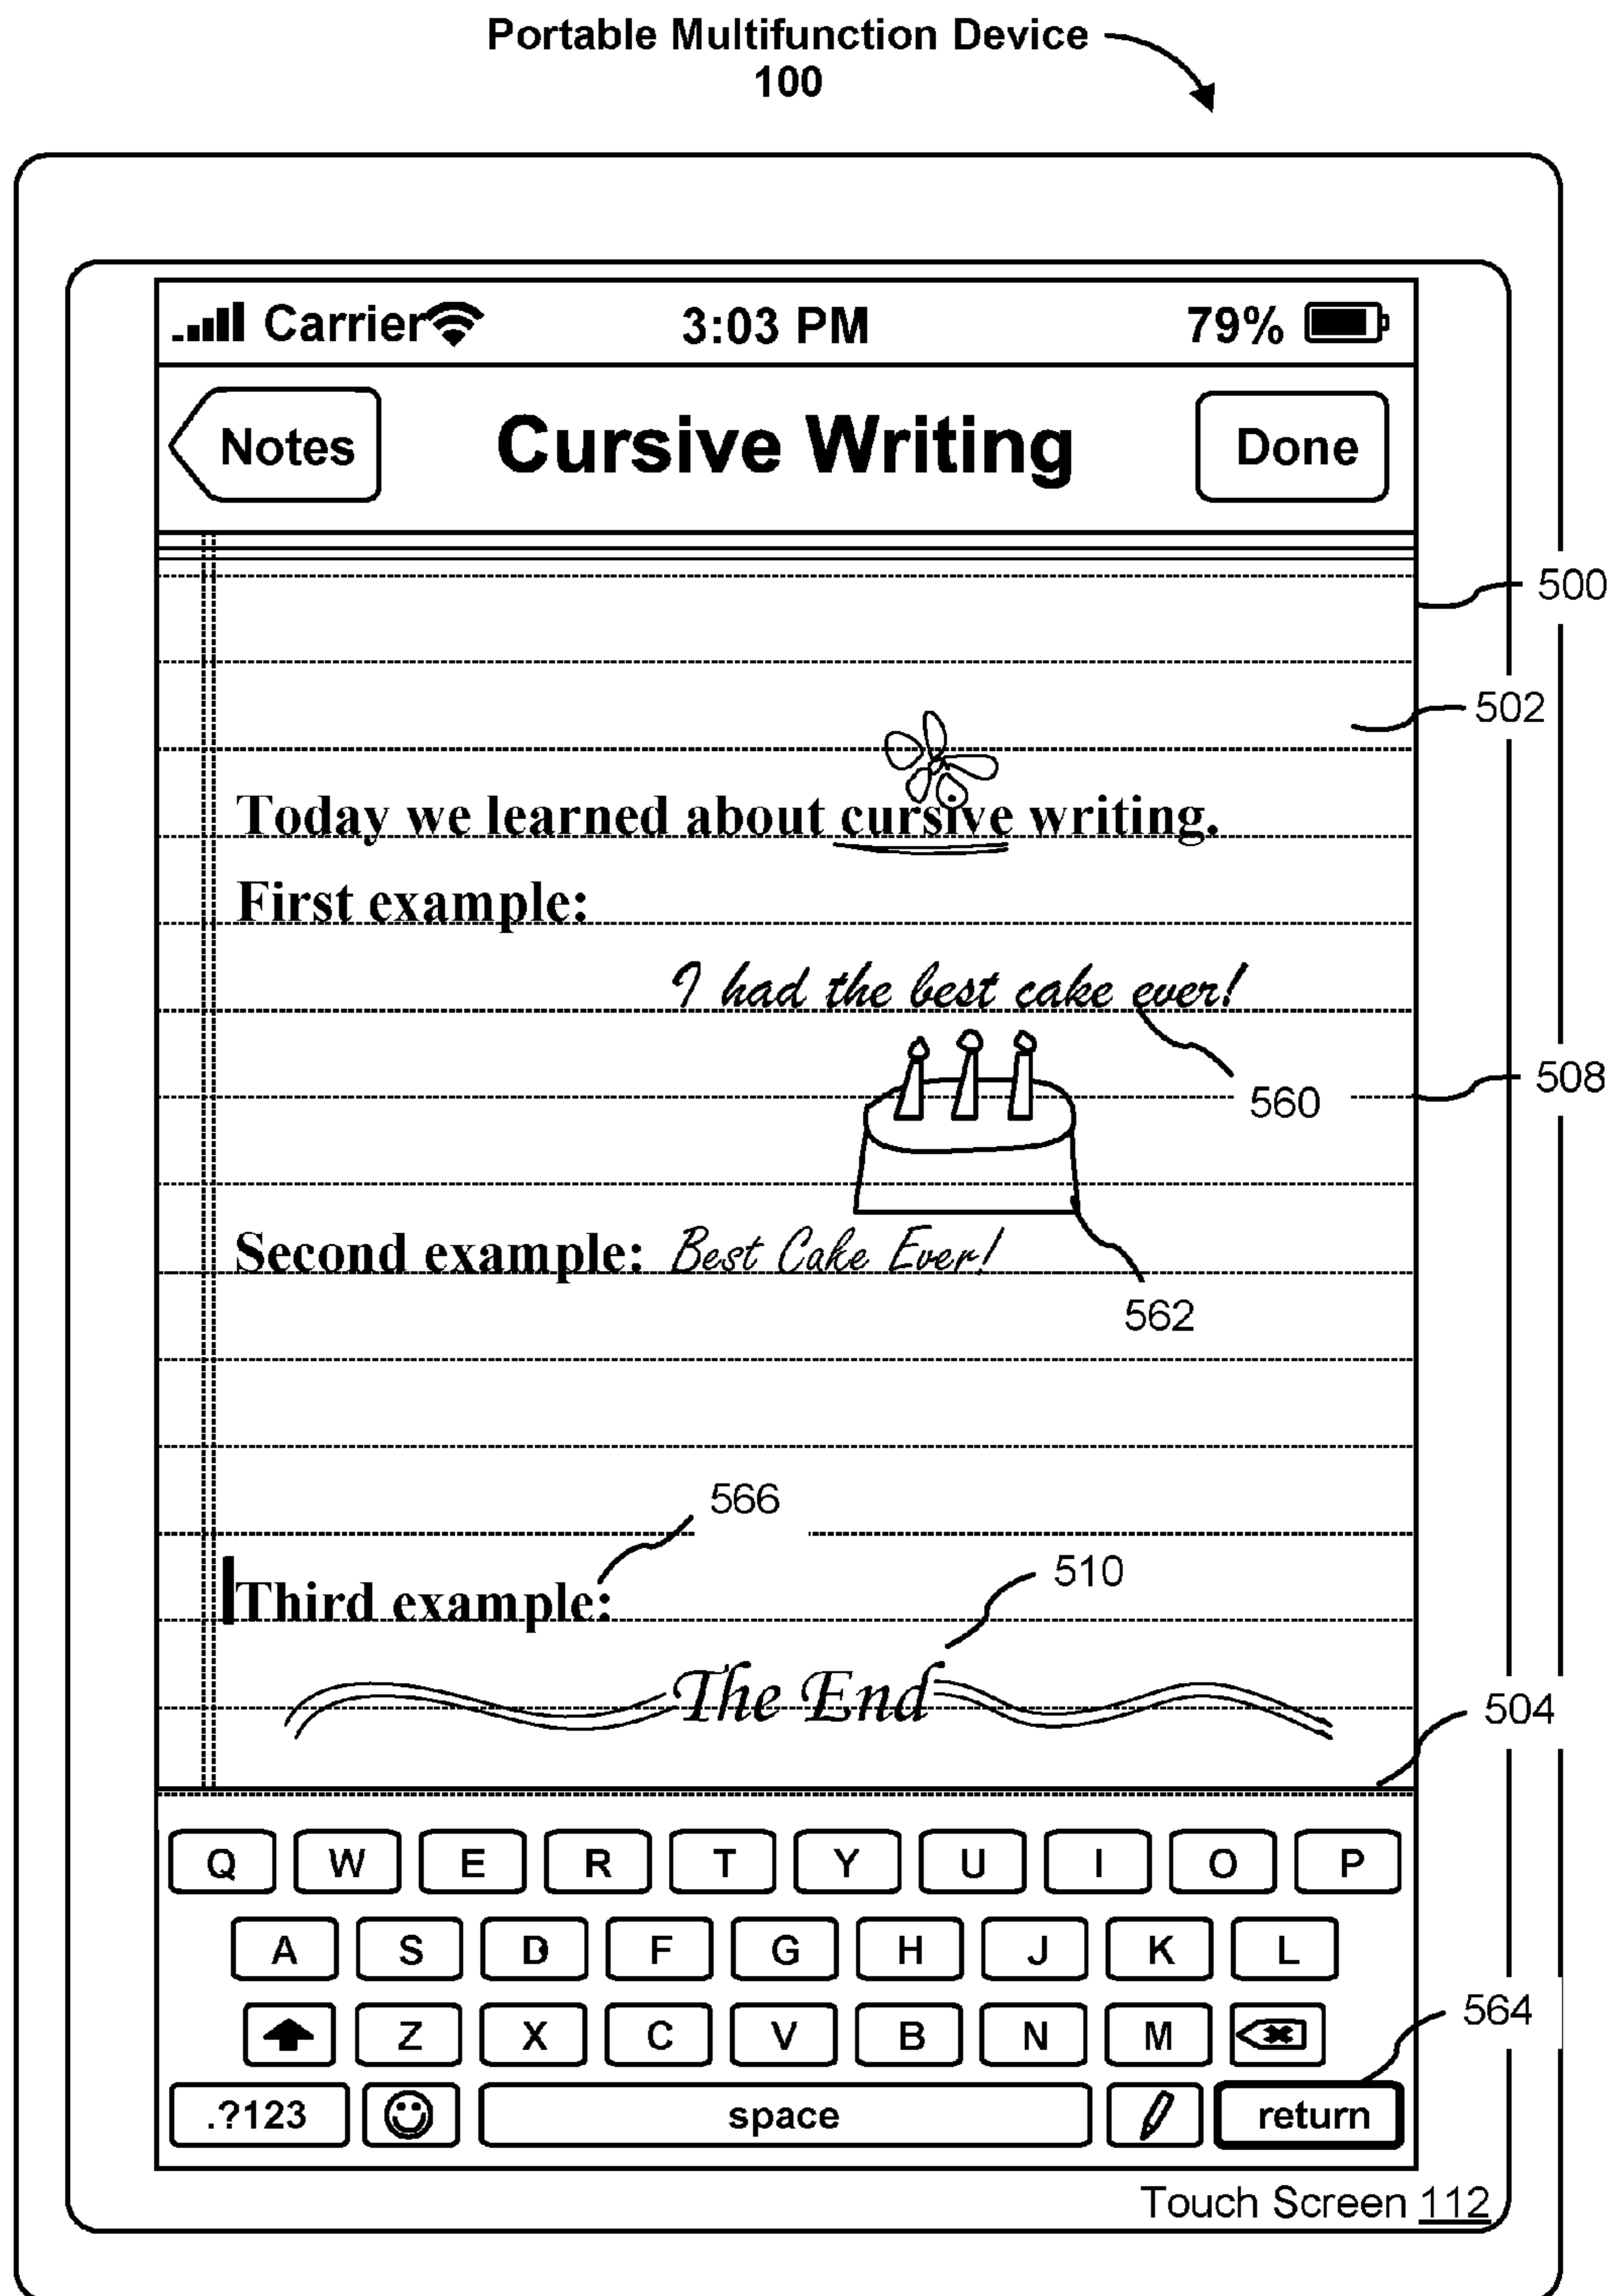 Portable Multifunction Device
100
Carrier 3:03 PM 79%
Notes Cursive Writing Done
500
502
Today we learned about cursive writing.
First example:
I had the best cake ever!
560
508
Second example: Best Cake Ever!
562
566
510
Third example:
The End
504
Q W E R T Y U I O P
A S D F G H J K L
Z X C V B N M
564
.?123 space return
Touch Screen 112